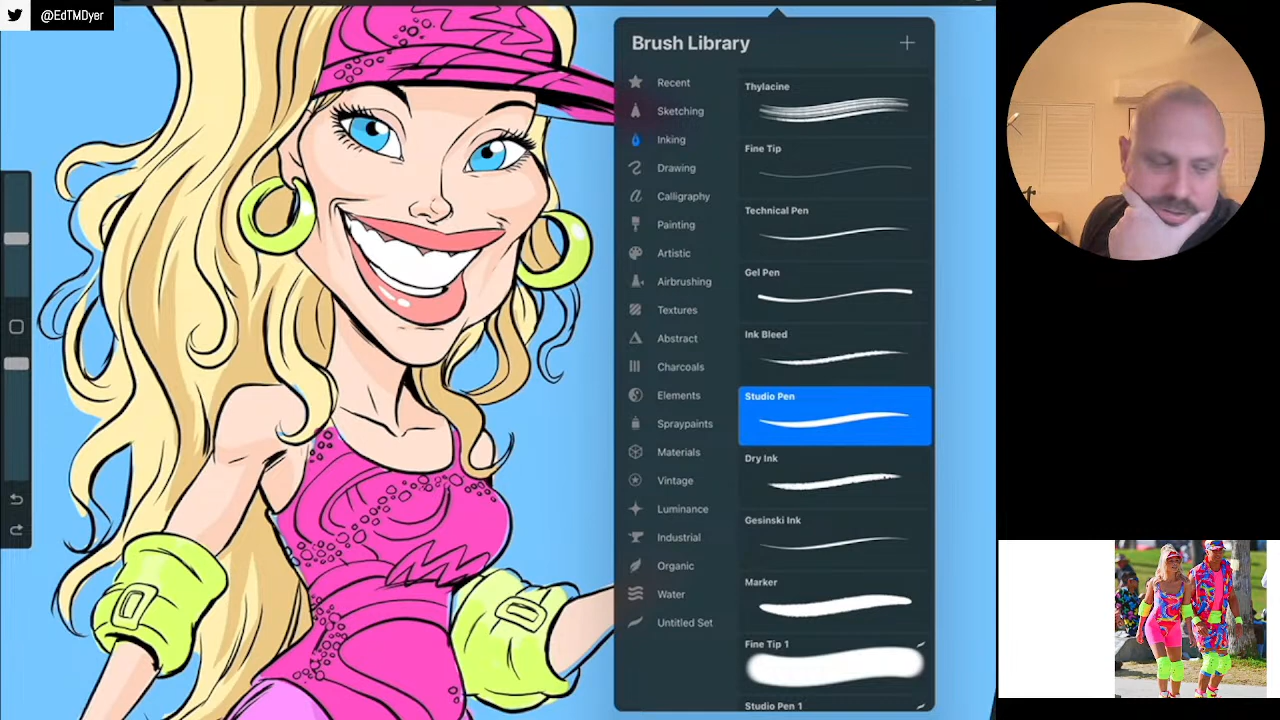 @EdTMDyer
Brush Library
Recent
Sketching
Inking
Drawing
Calligraphy
Painting
Artistic
Airbrushing
Textures
Abstract
Charcoals
Elements
Spraypaints
Materials
Vintage
Luminance
Industrial
Organic
Water
Untitled Set
Thylacine
Fine Tip
Technical Pen
Gel Pen
Ink Bleed
Studio Pen
Dry Ink
Gesinski Ink
Marker
Fine Tip 1
Studio Pen 1